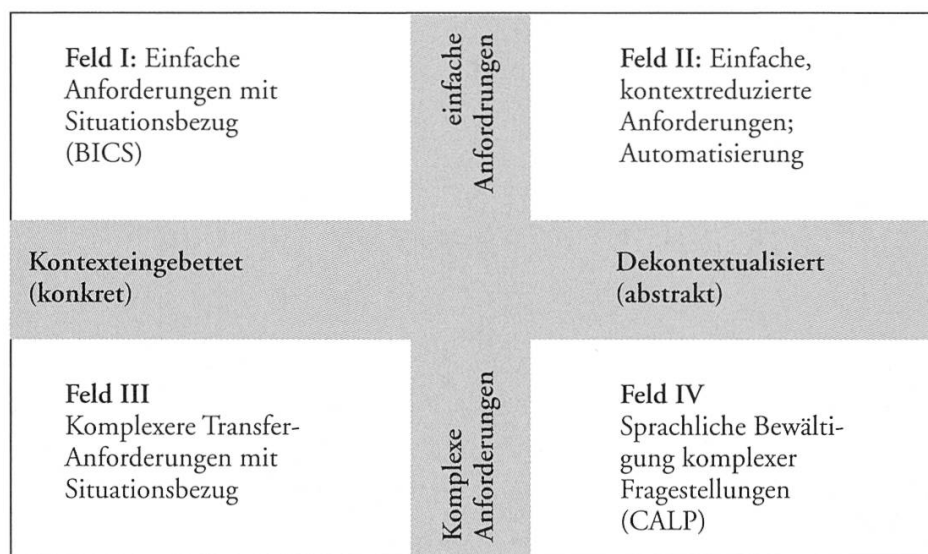 Feld I: Einfache
Anforderungen mit
Situationsbezug
(BICS)
einfache
Anfordrungen
Feld II: Einfache,
kontextreduzierte
Anforderungen;
Automatisierung
Kontexteingebettet
(konkret)
Dekontextualisiert
(abstrakt)
Feld III
Komplexere Transfer-
Anforderungen mit
Situationsbezug
Komplexe
Anforderungen
Feld IV
Sprachliche Bewälti-
gung komplexer
Fragestellungen
(CALP)